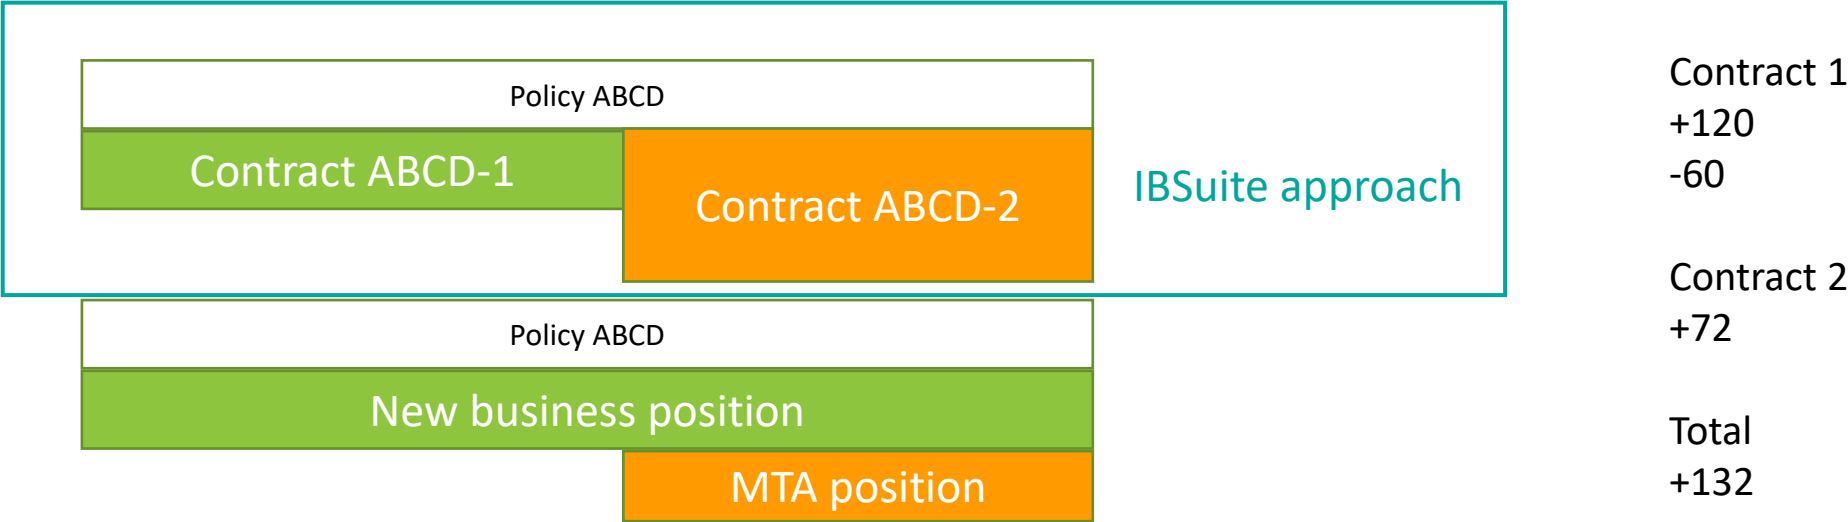 Policy ABCD
Contract ABCD-1
Contract ABCD-2
IBSuite approach
Policy ABCD
New business position
MTA position
Contract 1
+120
-60
Contract 2
+72
Total
+132